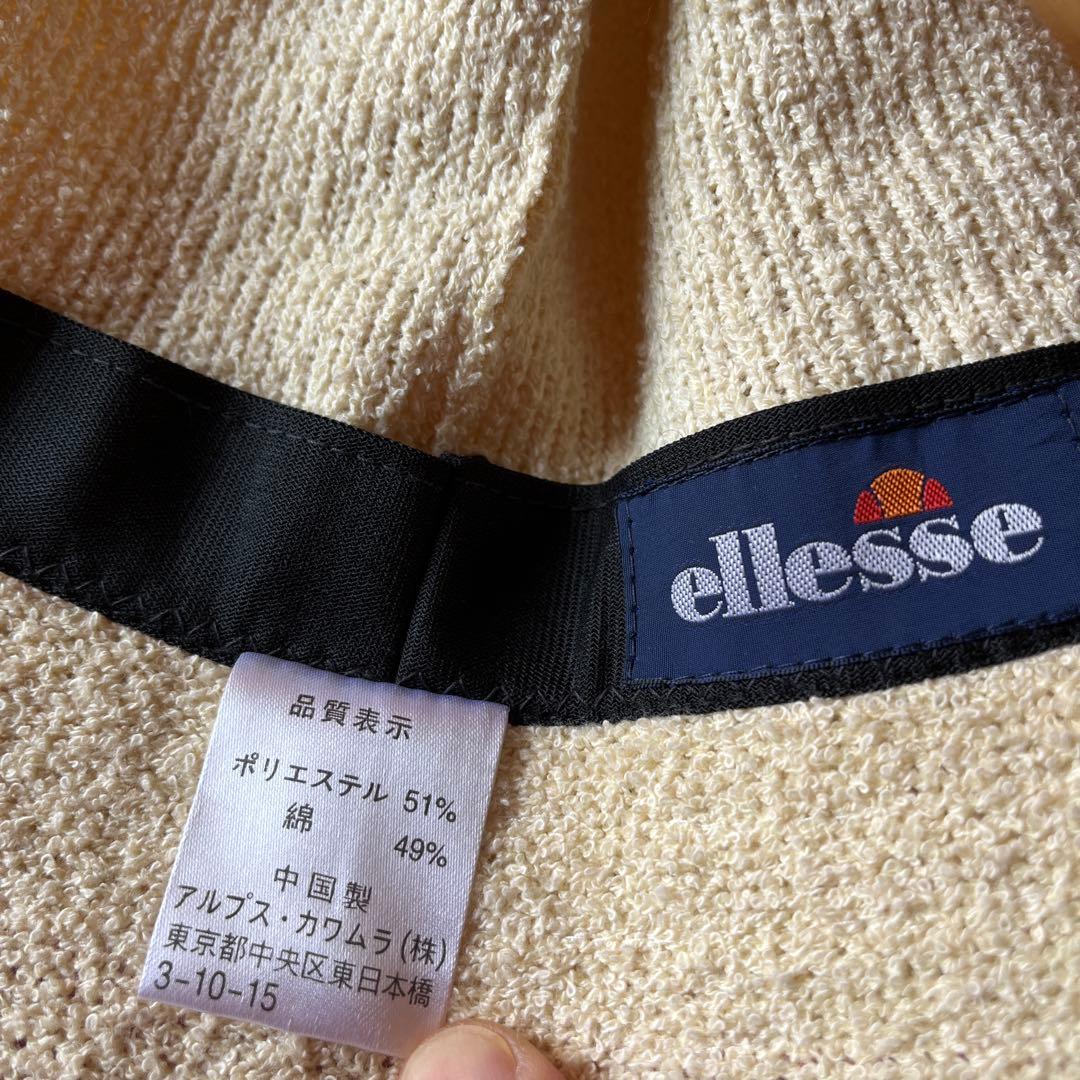 ellesse
品質表示
ポリエステル 51%
綿 49%
中国製
アルプス・カワムラ(株)
東京都中央区東日本橋
3-10-15